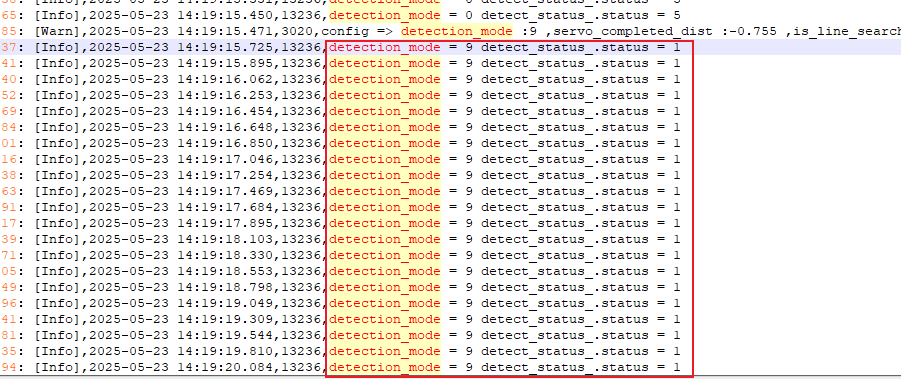 65: [Info],2025-05-23 14:19:15.450,13236,detection_mode = 0 detect_status_.status = 5
85: [Warn],2025-05-23 14:19:15.471,3020,config => detection_mode :9 ,servo_completed_dist :-0.755 ,is_line_search
37: [Info],2025-05-23 14:19:15.725,13236,detection_mode = 9 detect_status_.status = 1
41: [Info],2025-05-23 14:19:15.895,13236,detection_mode = 9 detect_status_.status = 1
40: [Info],2025-05-23 14:19:16.062,13236,detection_mode = 9 detect_status_.status = 1
52: [Info],2025-05-23 14:19:16.253,13236,detection_mode = 9 detect_status_.status = 1
69: [Info],2025-05-23 14:19:16.454,13236,detection_mode = 9 detect_status_.status = 1
84: [Info],2025-05-23 14:19:16.648,13236,detection_mode = 9 detect_status_.status = 1
01: [Info],2025-05-23 14:19:16.850,13236,detection_mode = 9 detect_status_.status = 1
16: [Info],2025-05-23 14:19:17.046,13236,detection_mode = 9 detect_status_.status = 1
38: [Info],2025-05-23 14:19:17.254,13236,detection_mode = 9 detect_status_.status = 1
63: [Info],2025-05-23 14:19:17.469,13236,detection_mode = 9 detect_status_.status = 1
91: [Info],2025-05-23 14:19:17.684,13236,detection_mode = 9 detect_status_.status = 1
17: [Info],2025-05-23 14:19:17.895,13236,detection_mode = 9 detect_status_.status = 1
39: [Info],2025-05-23 14:19:18.103,13236,detection_mode = 9 detect_status_.status = 1
71: [Info],2025-05-23 14:19:18.330,13236,detection_mode = 9 detect_status_.status = 1
05: [Info],2025-05-23 14:19:18.553,13236,detection_mode = 9 detect_status_.status = 1
49: [Info],2025-05-23 14:19:18.798,13236,detection_mode = 9 detect_status_.status = 1
96: [Info],2025-05-23 14:19:19.049,13236,detection_mode = 9 detect_status_.status = 1
41: [Info],2025-05-23 14:19:19.309,13236,detection_mode = 9 detect_status_.status = 1
81: [Info],2025-05-23 14:19:19.544,13236,detection_mode = 9 detect_status_.status = 1
35: [Info],2025-05-23 14:19:19.810,13236,detection_mode = 9 detect_status_.status = 1
94: [Info],2025-05-23 14:19:20.084,13236,detection_mode = 9 detect_status_.status = 1